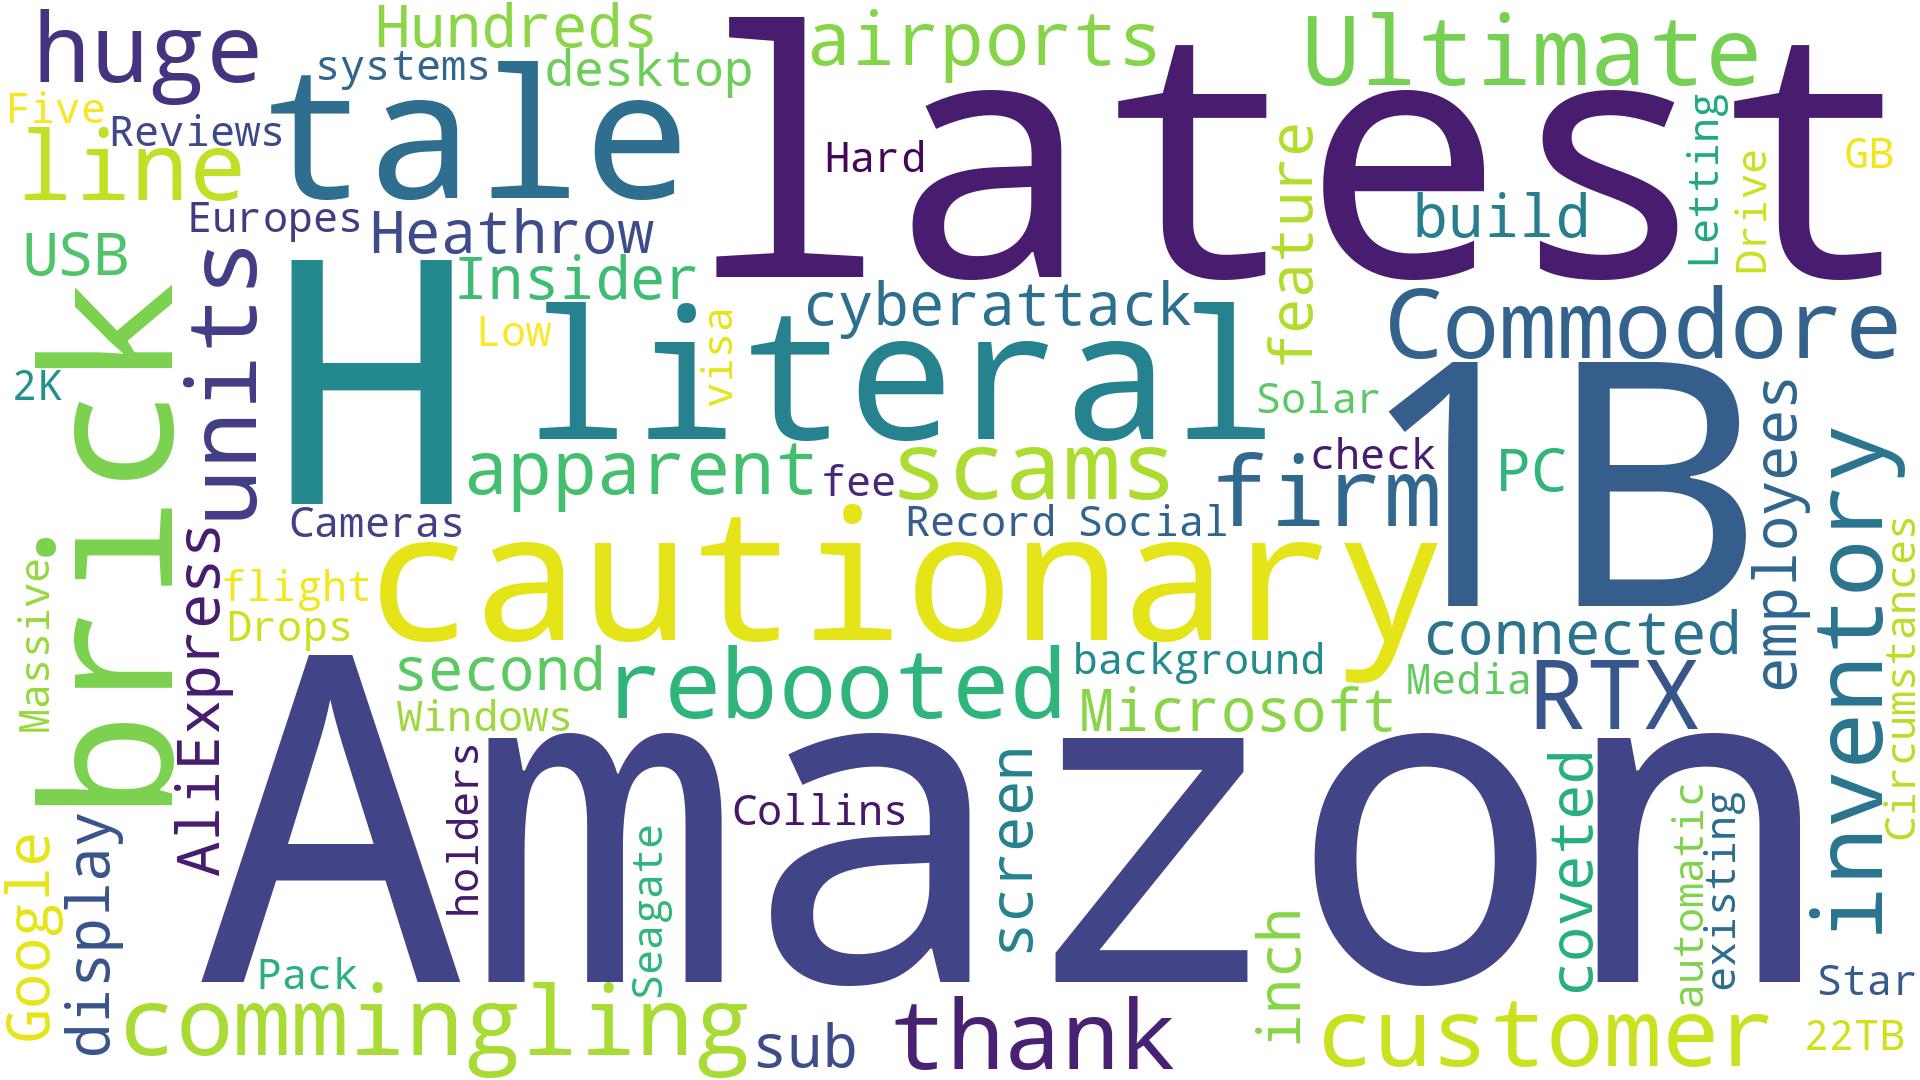 huge
Hundreds
latest
airports
Ultimate
systems
desktop
tale
Five
Reviews
line
Hard
feature
Letting
Drive
GB
Europes
Heathrow
build
USB
units
H
Insider
cyberattack
Commodore
brick
Low
visa
literal
2K
Solar
1B
employees
apparent
fee
scams
firm
check
PC
inventory
Cameras
Record
Social
cautionary
Massive
AliExpress
flight
Drops
connected
Circumstances
second
rebooted
background
Media
RTX
Windows
Microsoft
Amazon
holders
Collins
Seagate
screen
coveted
automatic
existing
Google
display
Pack
inch
Star
commingling
sub
thank
customer
22TB